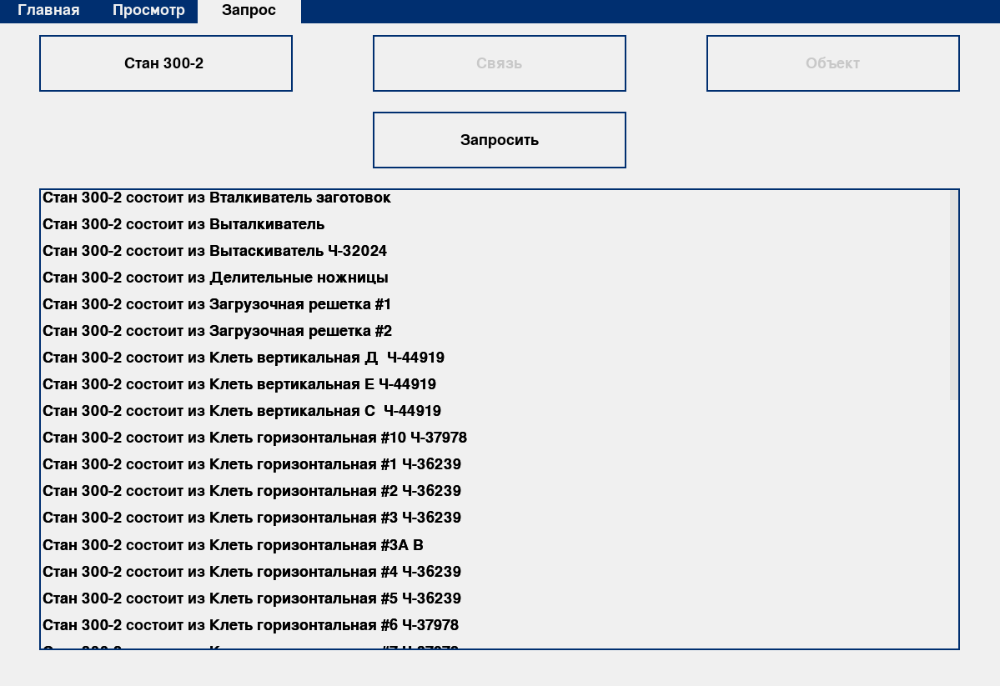 Главная Просмотр Запрос
Стан 300-2 Связь Объект
Запросить
Стан 300-2 состоит из Вталкиватель заготовок
Стан 300-2 состоит из Выталкиватель
Стан 300-2 состоит из Вытаскиватель Ч-32024
Стан 300-2 состоит из Делительные ножницы
Стан 300-2 состоит из Загрузочная решетка #1
Стан 300-2 состоит из Загрузочная решетка #2
Стан 300-2 состоит из Клеть вертикальная Д  Ч-44919
Стан 300-2 состоит из Клеть вертикальная Е Ч-44919
Стан 300-2 состоит из Клеть вертикальная С  Ч-44919
Стан 300-2 состоит из Клеть горизонтальная #10 Ч-37978
Стан 300-2 состоит из Клеть горизонтальная #1 Ч-36239
Стан 300-2 состоит из Клеть горизонтальная #2 Ч-36239
Стан 300-2 состоит из Клеть горизонтальная #3 Ч-36239
Стан 300-2 состоит из Клеть горизонтальная #3А В
Стан 300-2 состоит из Клеть горизонтальная #4 Ч-36239
Стан 300-2 состоит из Клеть горизонтальная #5 Ч-36239
Стан 300-2 состоит из Клеть горизонтальная #6 Ч-37978